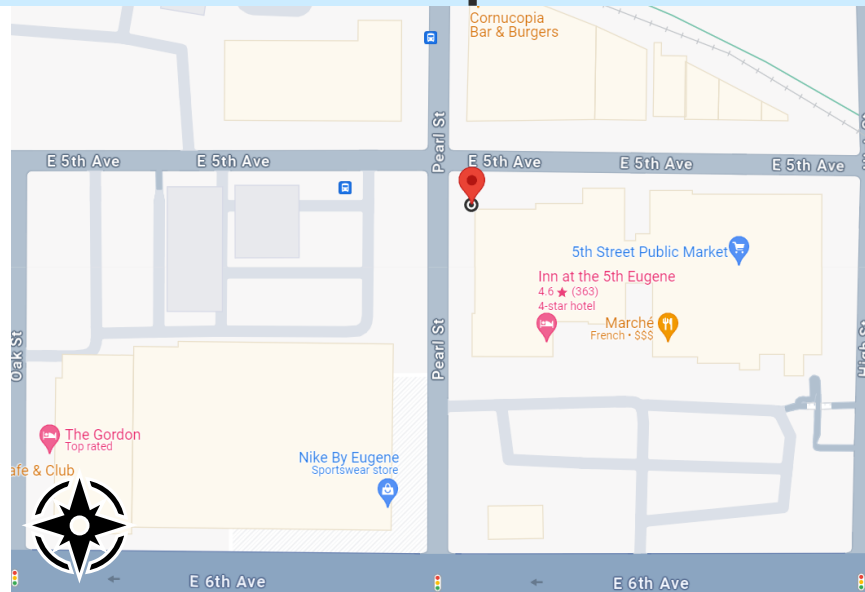 Cornucopia
Bar & Burgers
Pearl St
E 5th Ave
E 5th Ave
E 5th Ave
E 5th Ave
E 5th Ave
5th Street Public Market
Inn at the 5th Eugene
4.6 ★ (363)
4-star hotel
Marché
French • $$$
Oak St
Pearl St
High St
The Gordon
Top rated
Nike By Eugene
Sportswear store
afe & Club
E 6th Ave
E 6th Ave